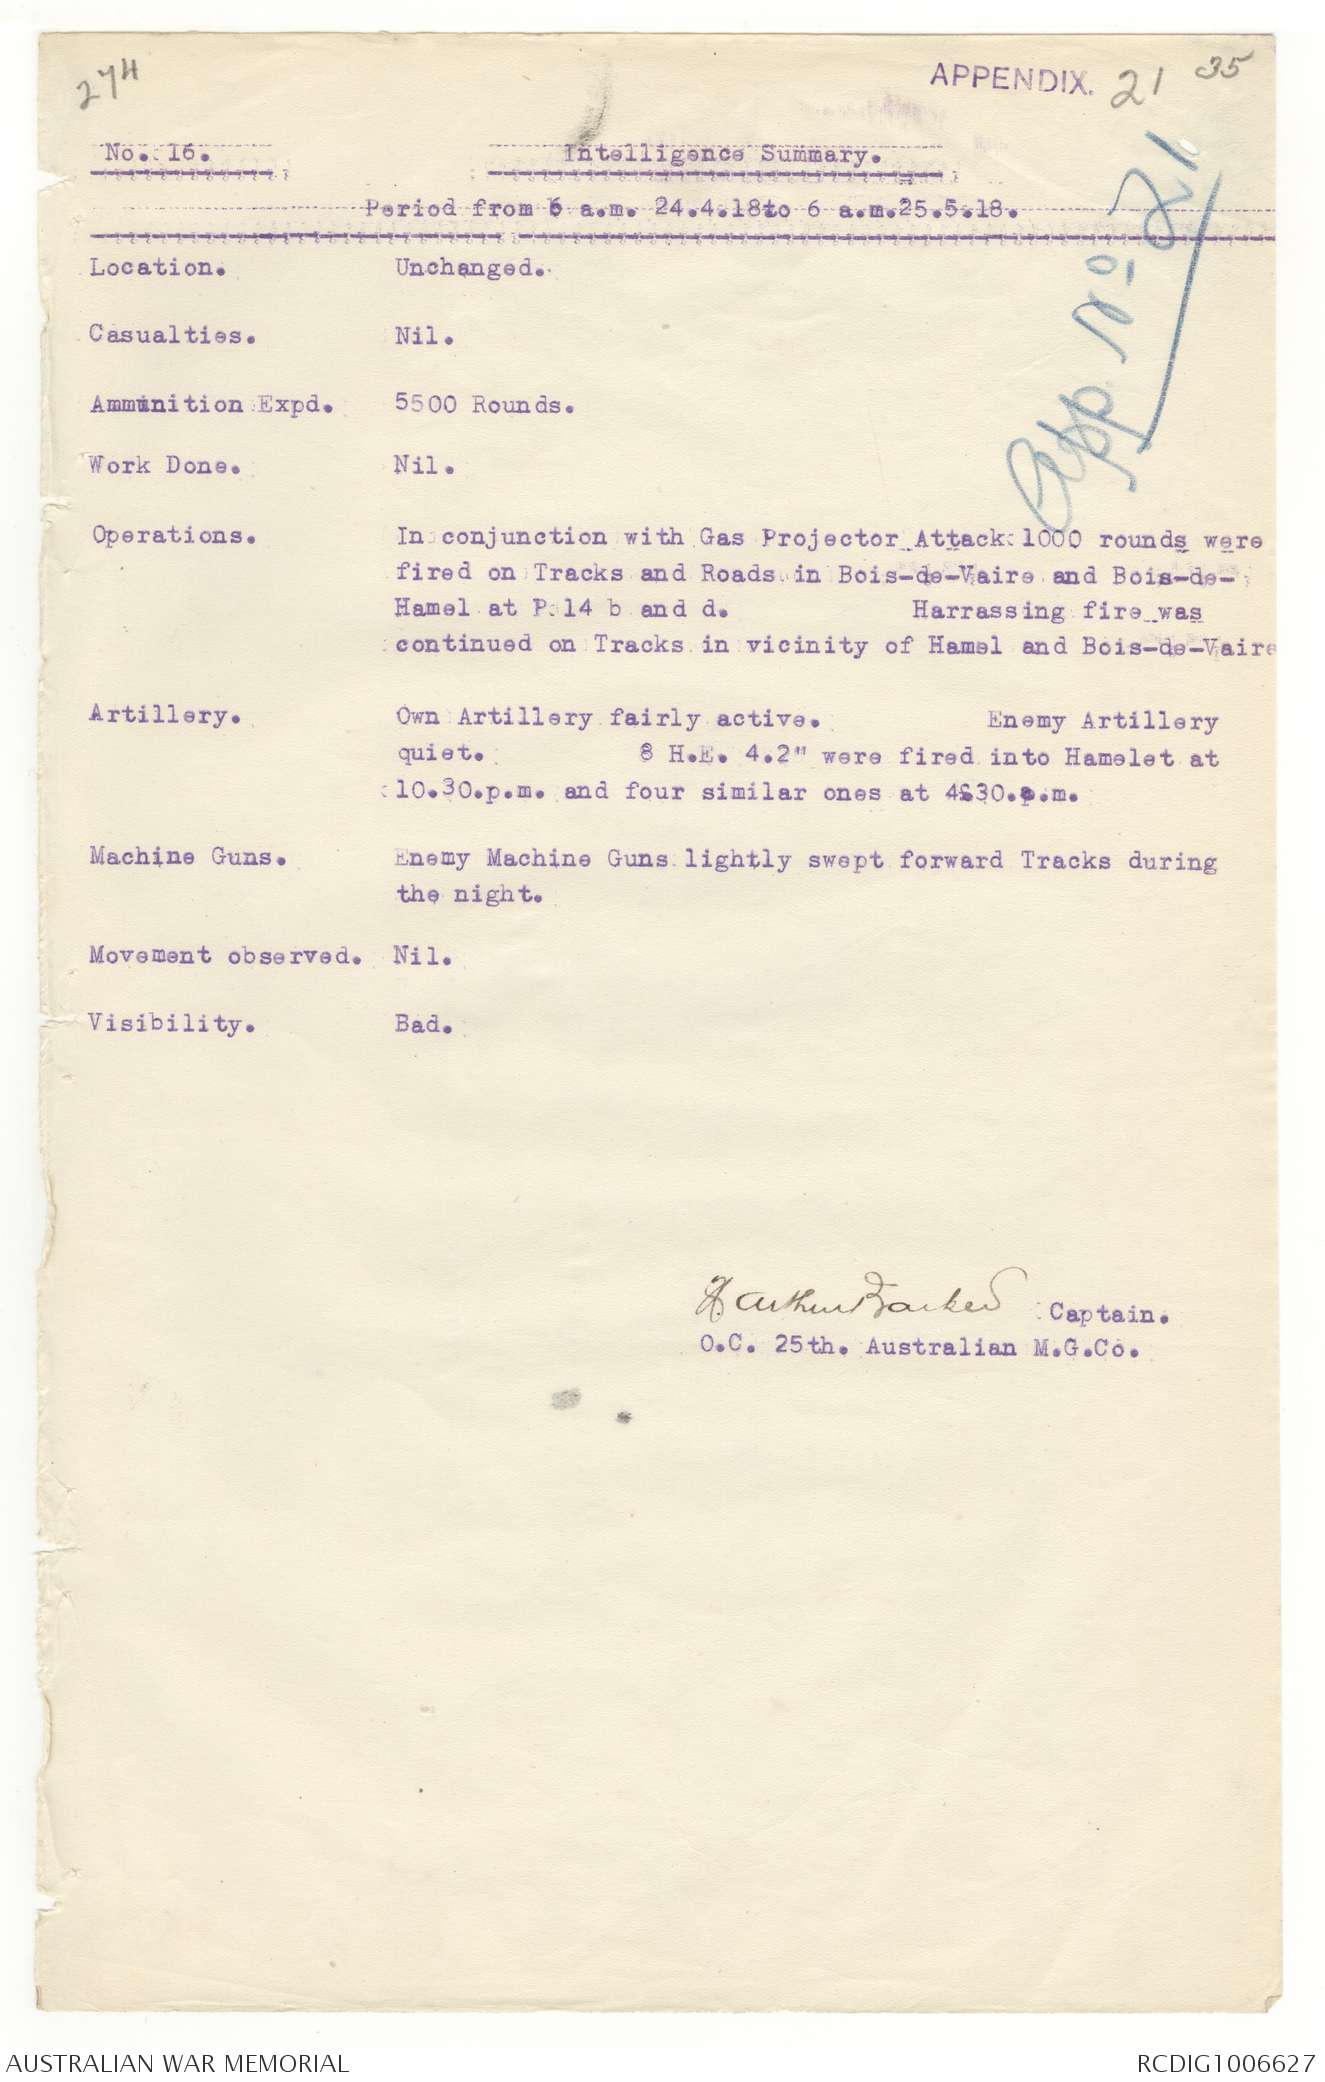 274
APPENDIX. 21 35
App No 21
No. 16. Intelligence Summary.
Period from 6 a.m. 24.4.18to 6 a.m.25.5.18.
Location. Unchanged.
Casualties. Nil.
Ammunition Expd. 5500 Rounds.
Work Done. Nil.
Operations. In conjunction with Gas Projector Attack 1000 rounds were
fired on Tracks and Roads in Bois-de-Vaire and Bois-de-
Hamel at P 14 b and d. Harrassing fire was
continued on Tracks in vicinity of Hamel and Bois-de-Vaire
Artillery. Own Artillery fairly active. Enemy Artillery
quiet. 8 H.E. 4.2" were fired into Hamelet at
10.30.p.m. and four similar ones at 4.30.a.m.
Machine Guns. Enemy Machine Guns lightly swept forward Tracks during
the night.
Movement observed. Nil.
Visibility. Bad.
Arthur Barker Captain.
O.C. 25th. Australian M.G.Co.
AUSTRALIAN WAR MEMORIAL RCDIG1006627